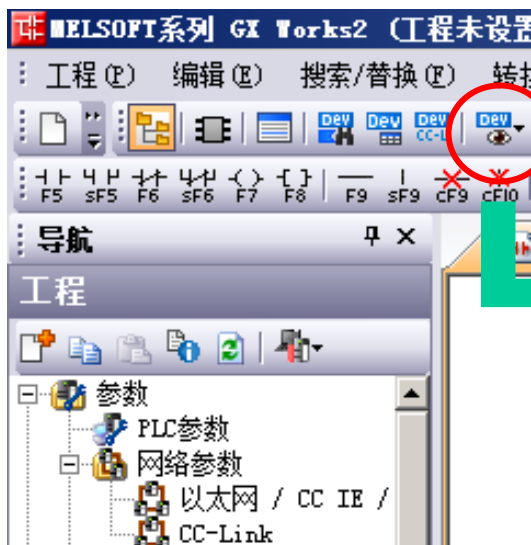 MELSOFT系列 GX Works2 (工程未设置
工程(P) 编辑(E) 搜索/替换(F) 转换
Dev Dev Dev CC-L Dev
F5 sF5 F6 sF6 F7 F8 F9 sF9 cF9 cF10
导航
工程
参数
PLC参数
网络参数
以太网 / CC IE /
CC-Link